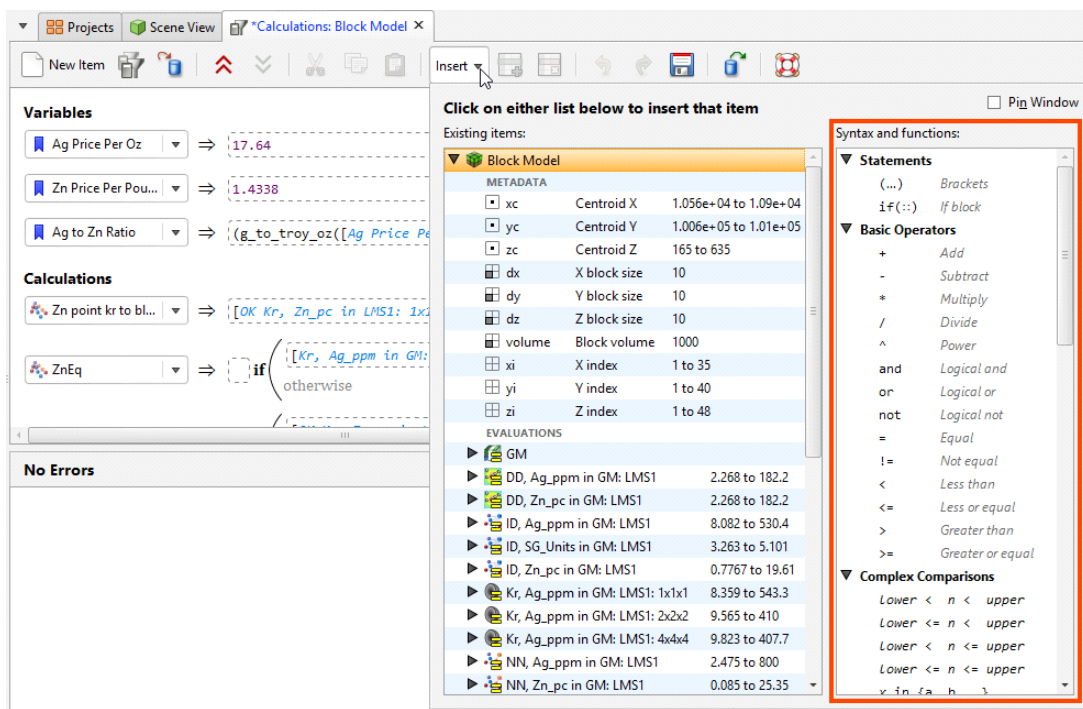 Projects Scene View *Calculations: Block Model
New Item Insert
Variables
Ag Price Per Oz 17.64
Zn Price Per Pou... 1.4338
Ag to Zn Ratio (g_to_troy_oz([Ag Price Pe
Calculations
Zn point kr to bl... [OK Kr, Zn_pc in LMS1: 1x1
ZnEq if [Kr, Ag_ppm in GM:
otherwise
No Errors
Click on either list below to insert that item
Pin Window
Existing items:
Block Model
METADATA
xc Centroid X 1.056e+04 to 1.09e+04
yc Centroid Y 1.006e+05 to 1.01e+05
zc Centroid Z 165 to 635
dx X block size 10
dy Y block size 10
dz Z block size 10
volume Block volume 1000
xi X index 1 to 35
yi Y index 1 to 40
zi Z index 1 to 48
EVALUATIONS
GM
DD, Ag_ppm in GM: LMS1 2.268 to 182.2
DD, Zn_pc in GM: LMS1 2.268 to 182.2
ID, Ag_ppm in GM: LMS1 8.082 to 530.4
ID, SG_Units in GM: LMS1 3.263 to 5.101
ID, Zn_pc in GM: LMS1 0.7767 to 19.61
Kr, Ag_ppm in GM: LMS1: 1x1x1 8.359 to 543.3
Kr, Ag_ppm in GM: LMS1: 2x2x2 9.565 to 410
Kr, Ag_ppm in GM: LMS1: 4x4x4 9.823 to 407.7
NN, Ag_ppm in GM: LMS1 2.475 to 800
NN, Zn_pc in GM: LMS1 0.085 to 25.35
Syntax and functions:
Statements
(...) Brackets
if(::) If block
Basic Operators
+ Add
- Subtract
* Multiply
/ Divide
^ Power
and Logical and
or Logical or
not Logical not
= Equal
!= Not equal
< Less than
<= Less or equal
> Greater than
>= Greater or equal
Complex Comparisons
Lower < n < upper
Lower <= n < upper
Lower < n <= upper
Lower <= n <= upper
x in {a, b, ...}